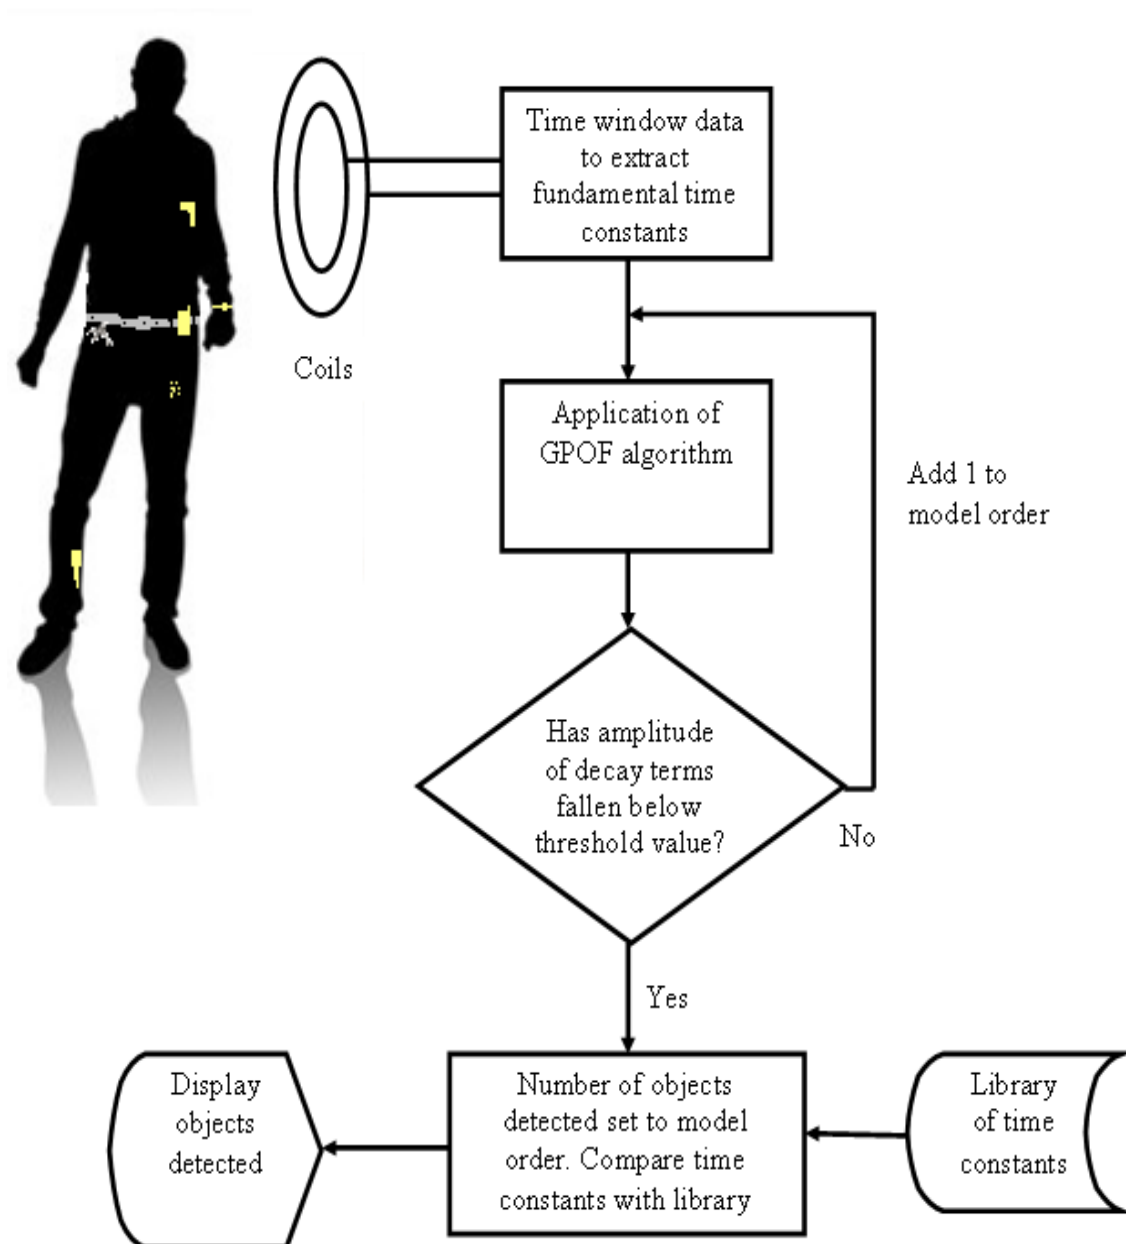 Time window data
to extract
fundamental time
constants
Coils
Application of
GPOF algorithm
Add 1 to
model order
Has amplitude
of decay terms
fallen below
threshold value?
No
Yes
Display
objects
detected
Number of objects
detected set to model
order. Compare time
constants with library
Library
of time
constants